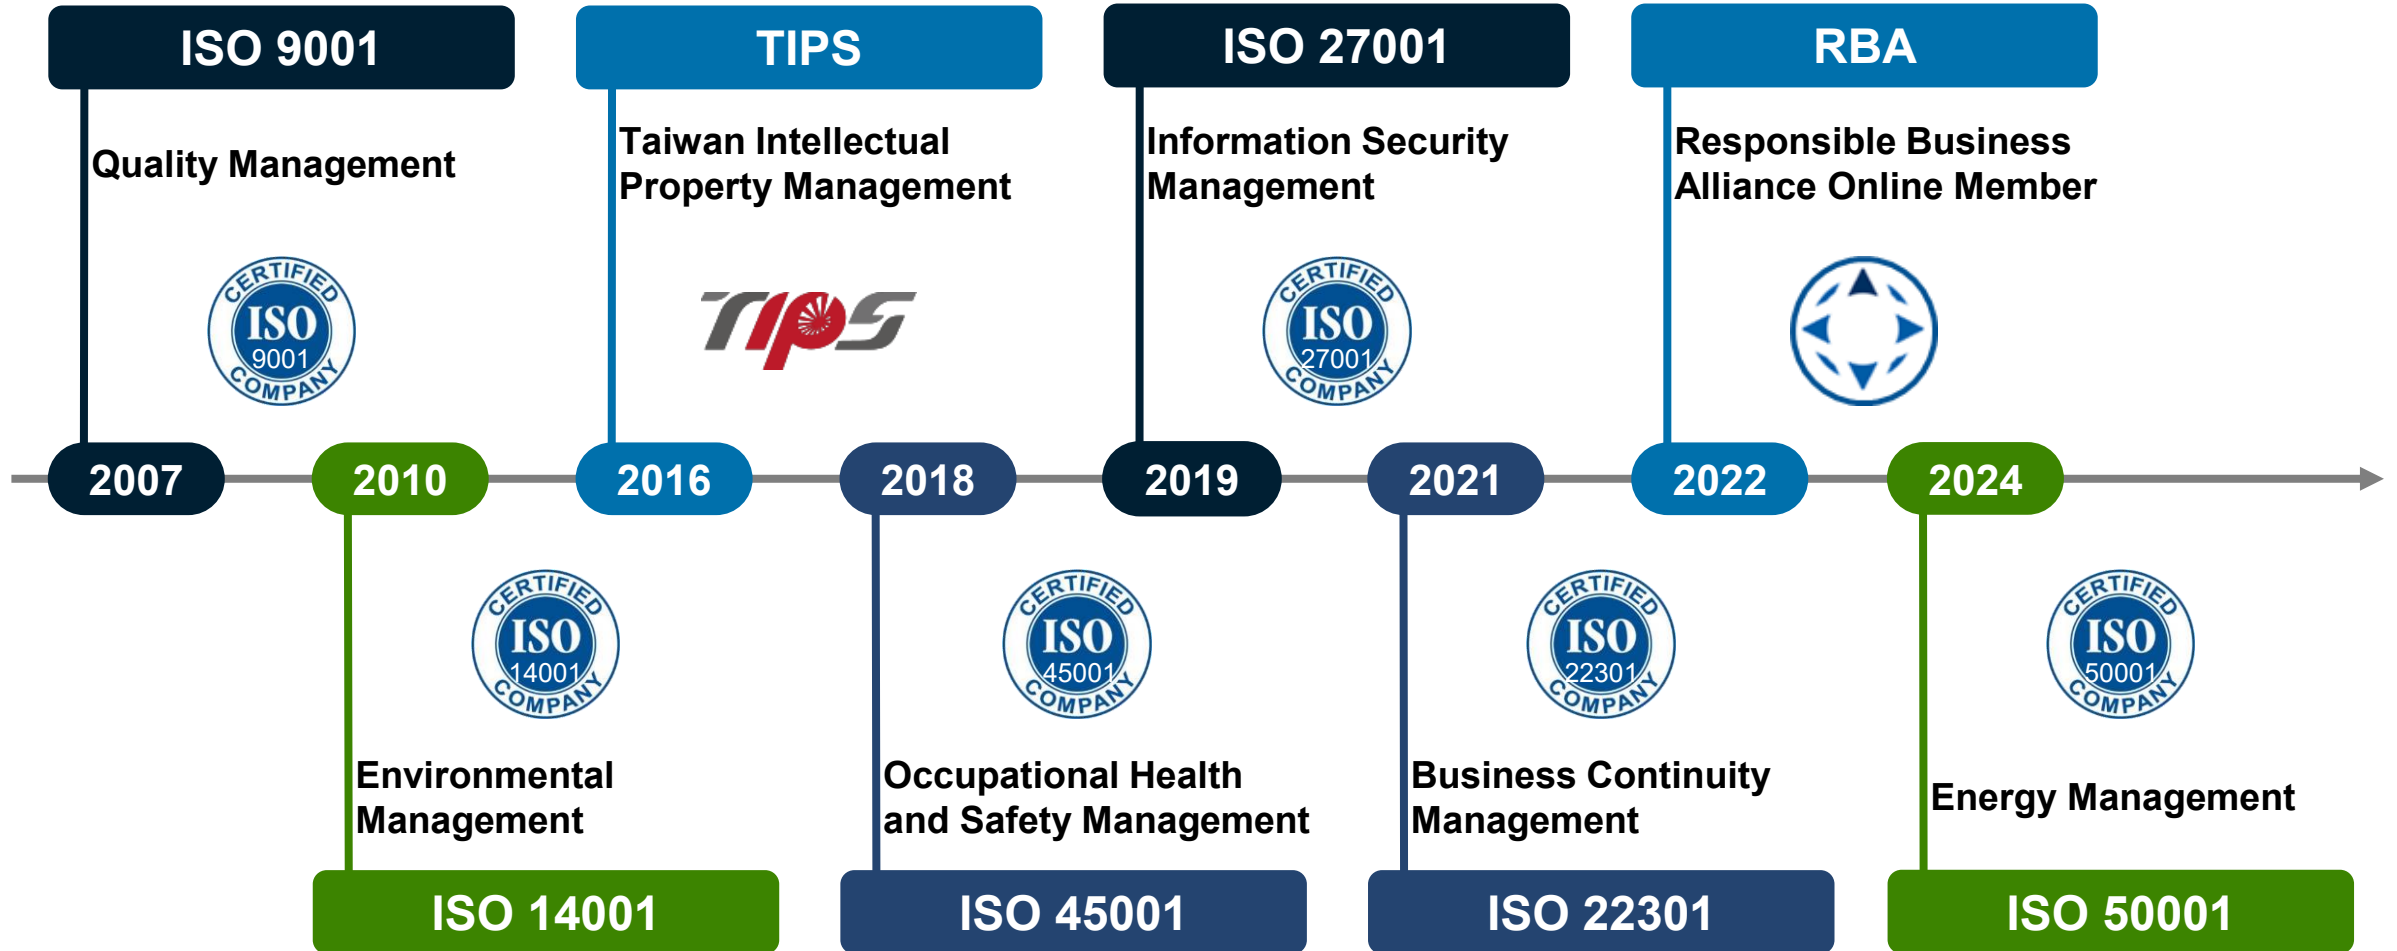 ISO 9001
TIPS
ISO 27001
RBA
Quality Management
Taiwan Intellectual
Property Management
Information Security
Management
Responsible Business
Alliance Online Member
CERTIFIED
ISO
9001
COMPANY
TIPS
CERTIFIED
ISO
27001
COMPANY
2007
2010
2016
2018
2019
2021
2022
2024
CERTIFIED
ISO
14001
COMPANY
CERTIFIED
ISO
45001
COMPANY
CERTIFIED
ISO
22301
COMPANY
CERTIFIED
ISO
50001
COMPANY
Environmental
Management
Occupational Health
and Safety Management
Business Continuity
Management
Energy Management
ISO 14001
ISO 45001
ISO 22301
ISO 50001